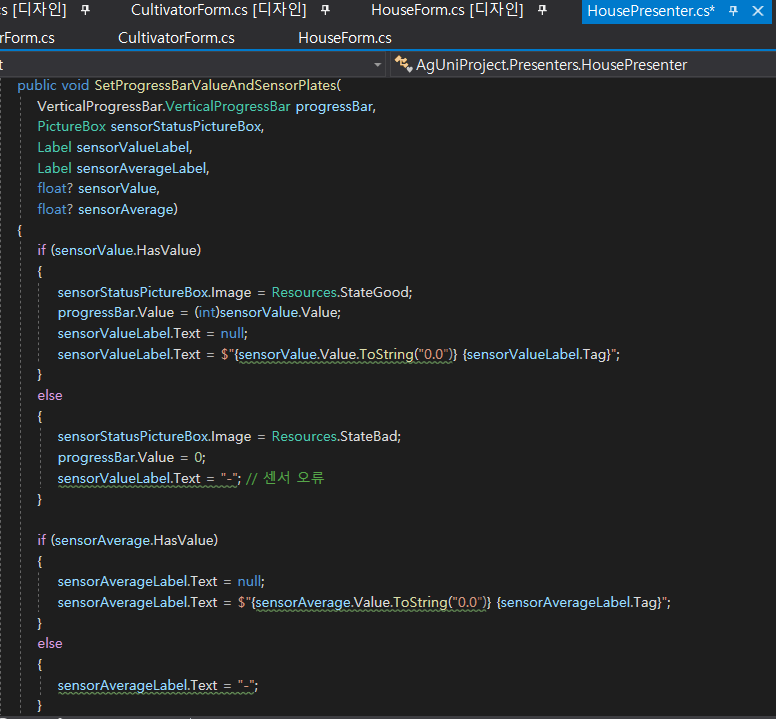 cs [디자인] CultivatorForm.cs [디자인] HouseForm.cs [디자인] HousePresenter.cs*
rForm.cs CultivatorForm.cs HouseForm.cs
t AgUniProject.Presenters.HousePresenter
public void SetProgressBarValueAndSensorPlates(
VerticalProgressBar.VerticalProgressBar progressBar,
PictureBox sensorStatusPictureBox,
Label sensorValueLabel,
Label sensorAverageLabel,
float? sensorValue,
float? sensorAverage)
{
if (sensorValue.HasValue)
{
sensorStatusPictureBox.Image = Resources.StateGood;
progressBar.Value = (int)sensorValue.Value;
sensorValueLabel.Text = null;
sensorValueLabel.Text = $"{sensorValue.Value.ToString("0.0")} {sensorValueLabel.Tag}";
}
else
{
sensorStatusPictureBox.Image = Resources.StateBad;
progressBar.Value = 0;
sensorValueLabel.Text = "-"; // 센서 오류
}
if (sensorAverage.HasValue)
{
sensorAverageLabel.Text = null;
sensorAverageLabel.Text = $"{sensorAverage.Value.ToString("0.0")} {sensorAverageLabel.Tag}";
}
else
{
sensorAverageLabel.Text = "-";
}